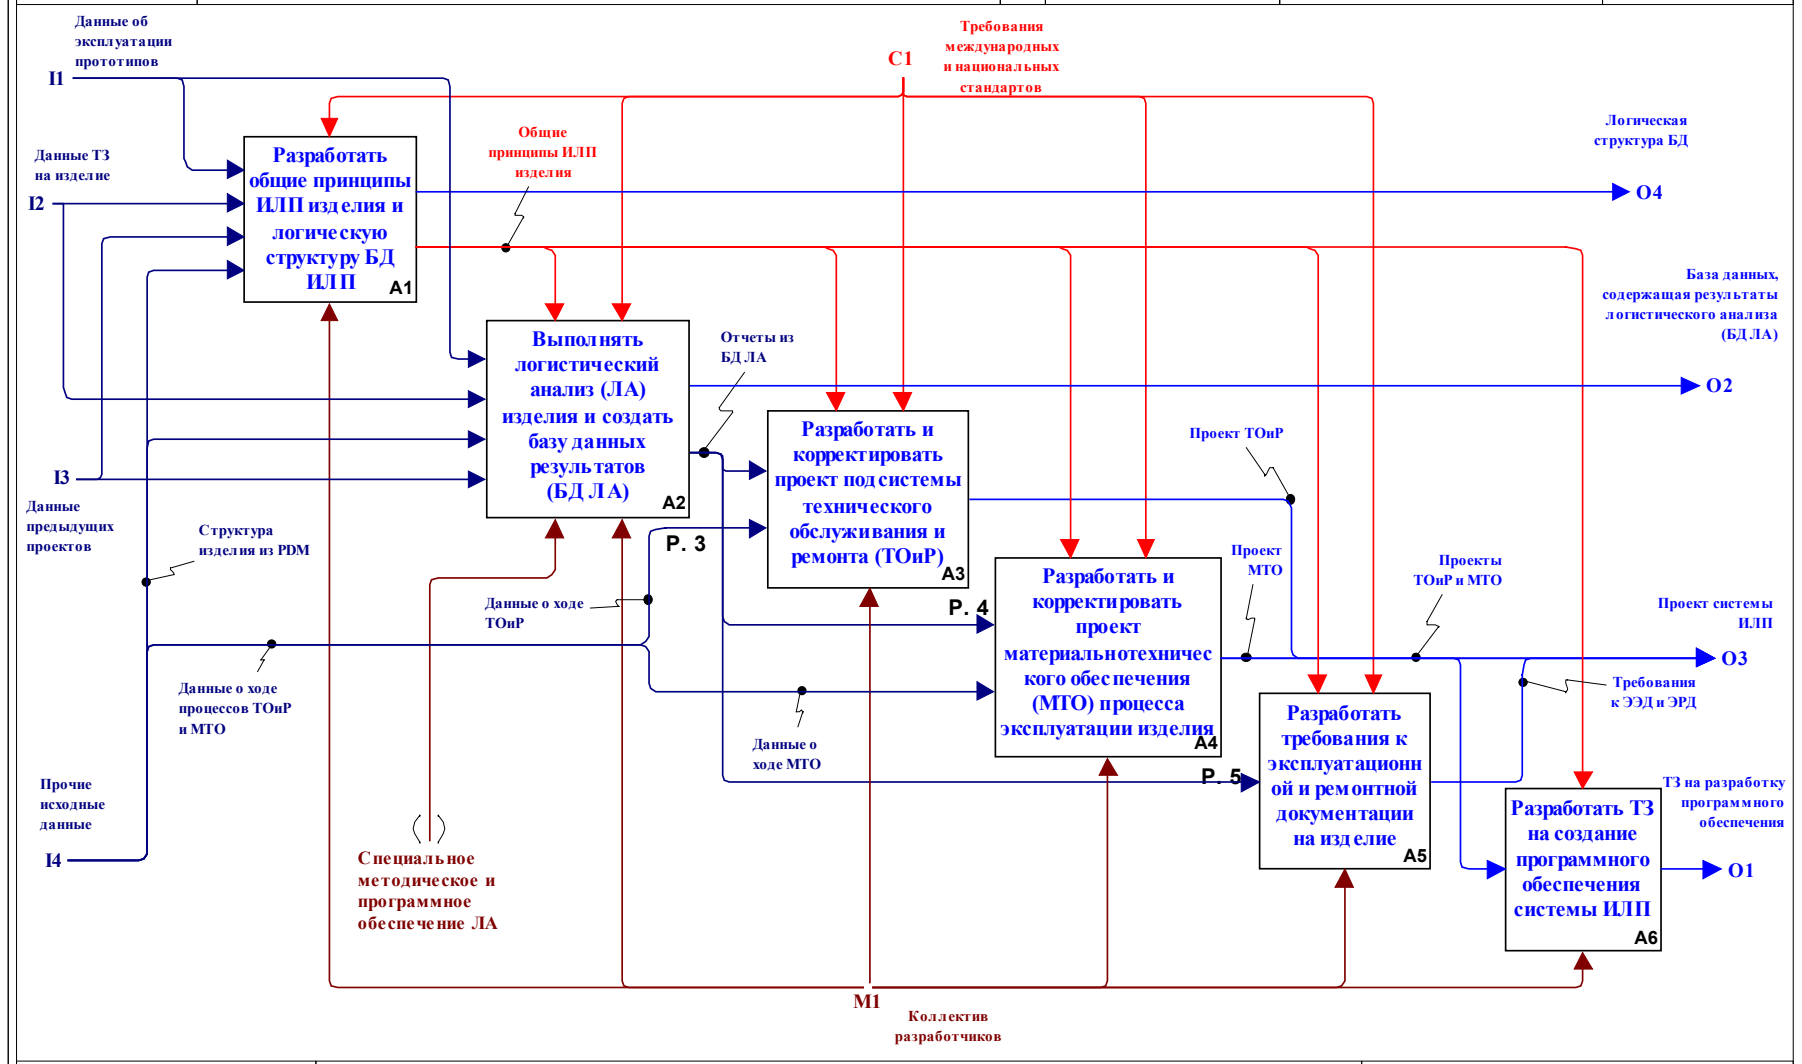 Данные об
эксплуатации
прототипов
I1
C1
Требования
международных
и национальных
стандартов
Данные ТЗ
на изделие
I2
Разработать
общие принципы
ИЛП изделия и
логическую
структуру БД
ИЛП
A1
Общие
принципы ИЛП
изделия
Логическая
структура БД
O4
База данных,
содержащая результаты
логистического анализа
(БД ЛА)
O2
Выполнять
логистический
анализ (ЛА)
изделия и создать
базу данных
результатов
(БД ЛА)
A2
Отчеты из
БД ЛА
I3
Данные
предыдущих
проектов
Структура
изделия из PDM
P. 3
Разработать и
корректировать
проект подсистемы
технического
обслуживания и
ремонта (ТОиР)
A3
Проект ТОиР
Данные о ходе
ТОиР
P. 4
Разработать и
корректировать
проект
материальнотехничес
кого обеспечения
(МТО) процесса
эксплуатации изделия
A4
Проект
МТО
Проекты
ТОиР и МТО
Проект системы
ИЛП
O3
Данные о ходе
процессов ТОиР
и МТО
Данные о
ходе МТО
P. 5
Разработать
требования к
эксплуатационн
ой и ремонтной
документации
на изделие
A5
Требования
к ЭЭД и ЭРД
ТЗ на разработку
программного
обеспечения
Разработать ТЗ
на создание
программного
обеспечения
системы ИЛП
A6
O1
Прочие
исходные
данные
I4
Специальное
методическое и
программное
обеспечение ЛА
M1
Коллектив
разработчиков